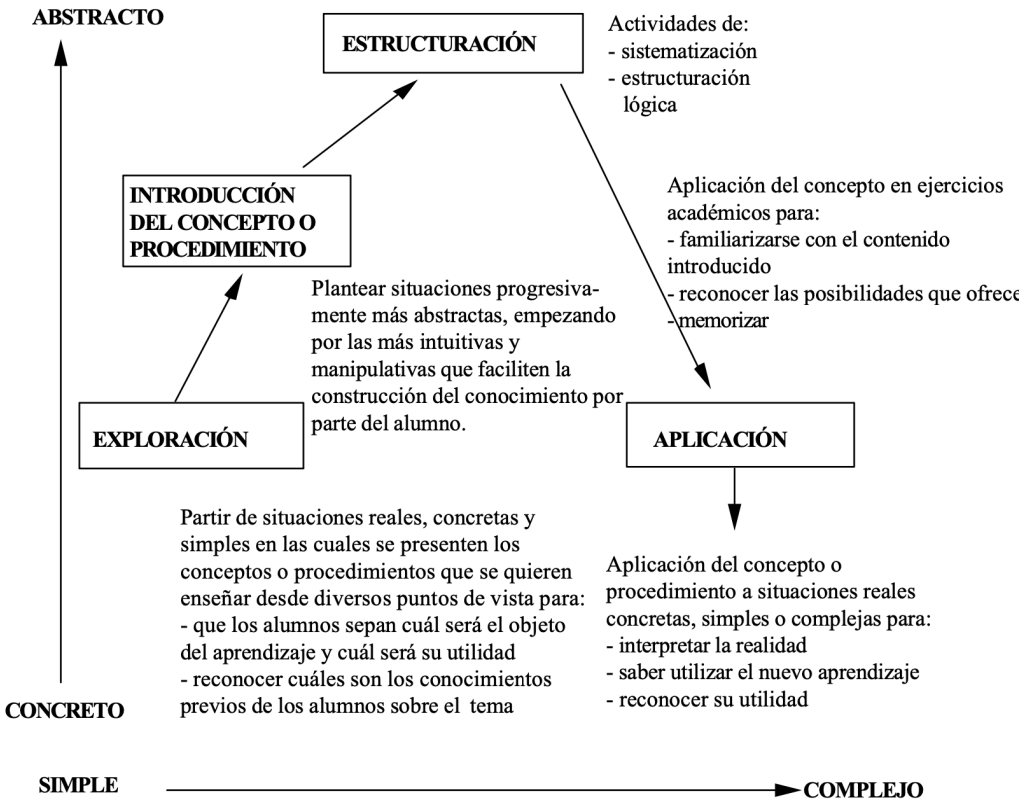 ABSTRACTO
ESTRUCTURACIÓN
Actividades de:
- sistematización
- estructuración
lógica
INTRODUCCIÓN
DEL CONCEPTO O
PROCEDIMIENTO
Aplicación del concepto en ejercicios
académicos para:
- familiarizarse con el contenido
introducido
- reconocer las posibilidades que ofrece
- memorizar
Plantear situaciones progresiva-
mente más abstractas, empezando
por las más intuitivas y
manipulativas que faciliten la
construcción del conocimiento por
parte del alumno.
EXPLORACIÓN
APLICACIÓN
Partir de situaciones reales, concretas y
simples en las cuales se presenten los
conceptos o procedimientos que se quieren
enseñar desde diversos puntos de vista para:
- que los alumnos sepan cuál será el objeto
del aprendizaje y cuál será su utilidad
- reconocer cuáles son los conocimientos
previos de los alumnos sobre el tema
Aplicación del concepto o
procedimiento a situaciones reales
concretas, simples o complejas para:
- interpretar la realidad
- saber utilizar el nuevo aprendizaje
- reconocer su utilidad
CONCRETO
SIMPLE
COMPLEJO